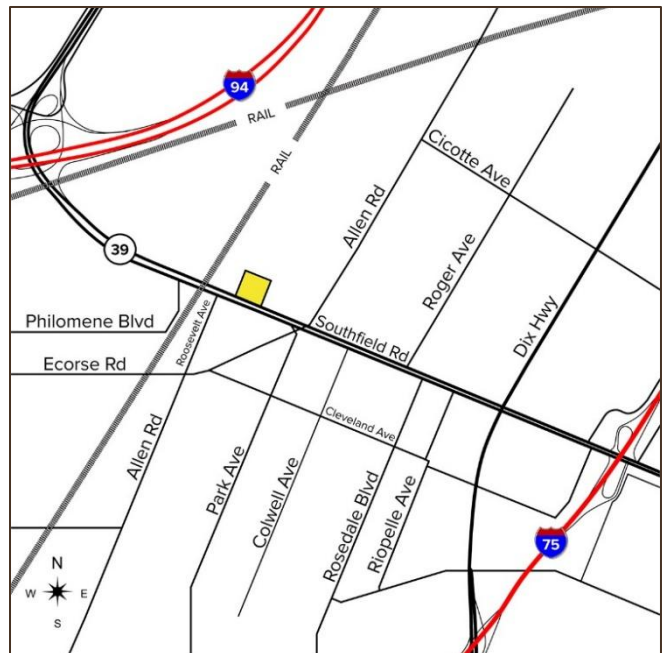 94
RAIL
RAIL
Cicotte Ave
Allen Rd
Roger Ave
39
Dix Hwy
Philomene Blvd
Roosevelt Ave
Southfield Rd
Ecorse Rd
Cleveland Ave
Allen Rd
Park Ave
Colwell Ave
Rosedale Blvd
Riopelle Ave
75
N
W E
S